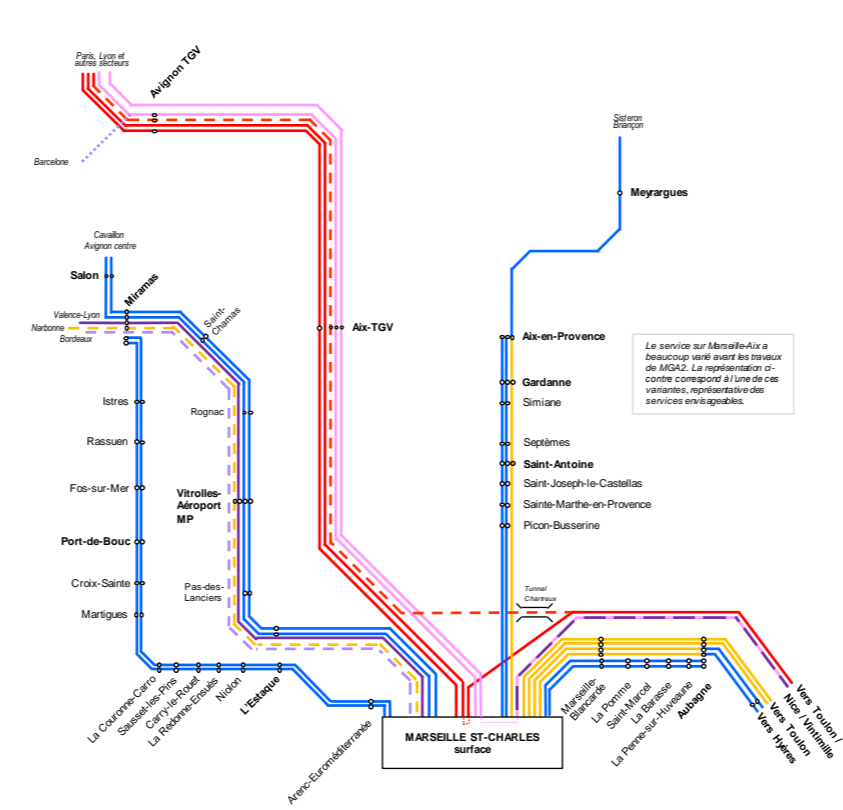 Paris, Lyon et
autres secteurs
Avignon TGV
Barcelone
Sisteron
Briançon
Meyrargues
Cavaillon
Avignon centre
Salon
Miramas
Valence-Lyon
Narbonne
Bordeaux
Saint-
Chamas
Aix-TGV
Aix-en-Provence
Le service sur Marseille-Aix a
beaucoup varié avant les travaux
de MGA2. La représentation ci-
contre correspond à l'une de ces
variantes, représentative des
services envisageables.
Gardanne
Simiane
Istres
Rognac
Rassuen
Septèmes
Saint-Antoine
Saint-Joseph-le-Castellas
Fos-sur-Mer
Vitrolles-
Aéroport
MP
Sainte-Marthe-en-Provence
Picon-Busserine
Port-de-Bouc
Croix-Sainte
Pas-des-
Lanciers
Tunnel
Chartreux
Martigues
La Couronne-Carro
Sausset-les-Pins
Carry-le-Rouet
La Redonne-Ensuès
Niolon
L'Estaque
Arenc-Euroméditerranée
MARSEILLE ST-CHARLES
surface
Marseille-
Blancarde
La Pomme
Saint-Marcel
La Barasse
La Penne-sur-Huveaune
Aubagne
Vers Hyères
Vers Toulon
Vers Toulon /
Nice / Vintimille